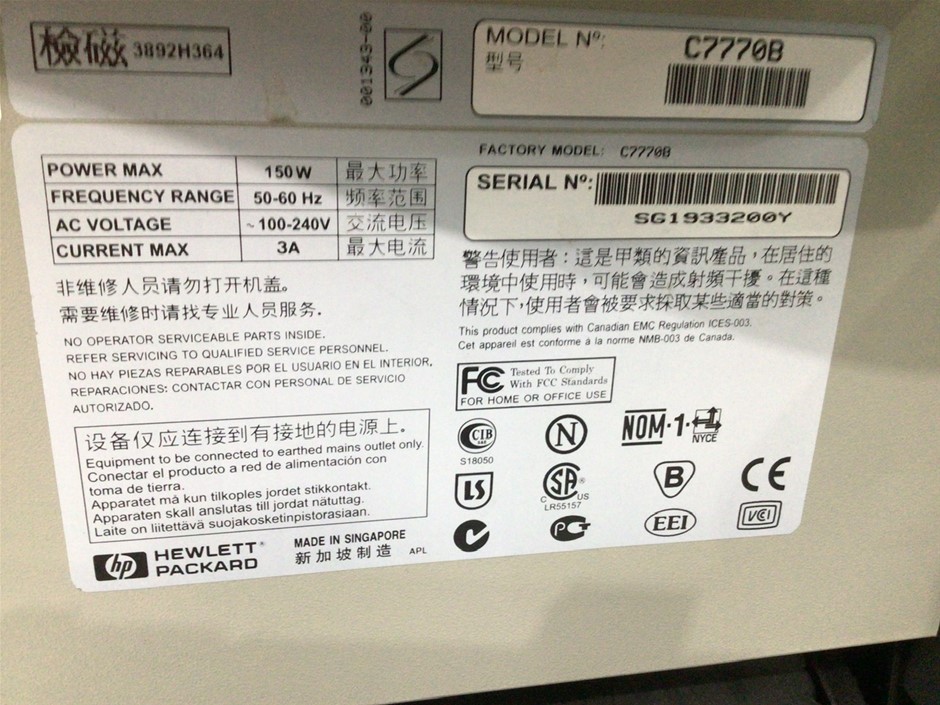 檢磁 3892H364
001343-00
MODEL Nº: C7770B
型号
FACTORY MODEL: C7770B
SERIAL Nº:
SG1933200Y
POWER MAX 150W 最大功率
FREQUENCY RANGE 50-60 Hz 频率范围
AC VOLTAGE ~100-240V 交流电压
CURRENT MAX 3A 最大电流
非维修人员请勿打开机盖。
需要维修时请找专业人员服务.
NO OPERATOR SERVICEABLE PARTS INSIDE.
REFER SERVICING TO QUALIFIED SERVICE PERSONNEL.
NO HAY PIEZAS REPARABLES POR EL USUARIO EN EL INTERIOR,
REPARACIONES: CONTACTAR CON PERSONAL DE SERVICIO
AUTORIZADO.
设备仅应连接到有接地的电源上.
Equipment to be connected to earthed mains outlet only.
Conectar el producto a red de alimentación con
toma de tierra.
Apparatet må kun tilkoples jordet stikkontakt.
Apparaten skall anslutas till jordat nätuttag.
Laite on liitettävä suojakosketinpistorasiaan.
hp HEWLETT®
PACKARD
MADE IN SINGAPORE
新加坡制造 APL
警告使用者：這是甲類的資訊產品，在居住的
環境中使用時，可能會造成射頻干擾。在這種
情況下，使用者會被要求採取某些適當的對策。
This product complies with Canadian EMC Regulation ICES-003.
Cet appareil est conforme à la norme NMB-003 de Canada.
FC Tested To Comply
With FCC Standards
FOR HOME OR OFFICE USE
CIB
S18050
N
NOM·1·NYCE
LS
SA®
C US
LR55157
B
CE
PCT
EEI
VCI